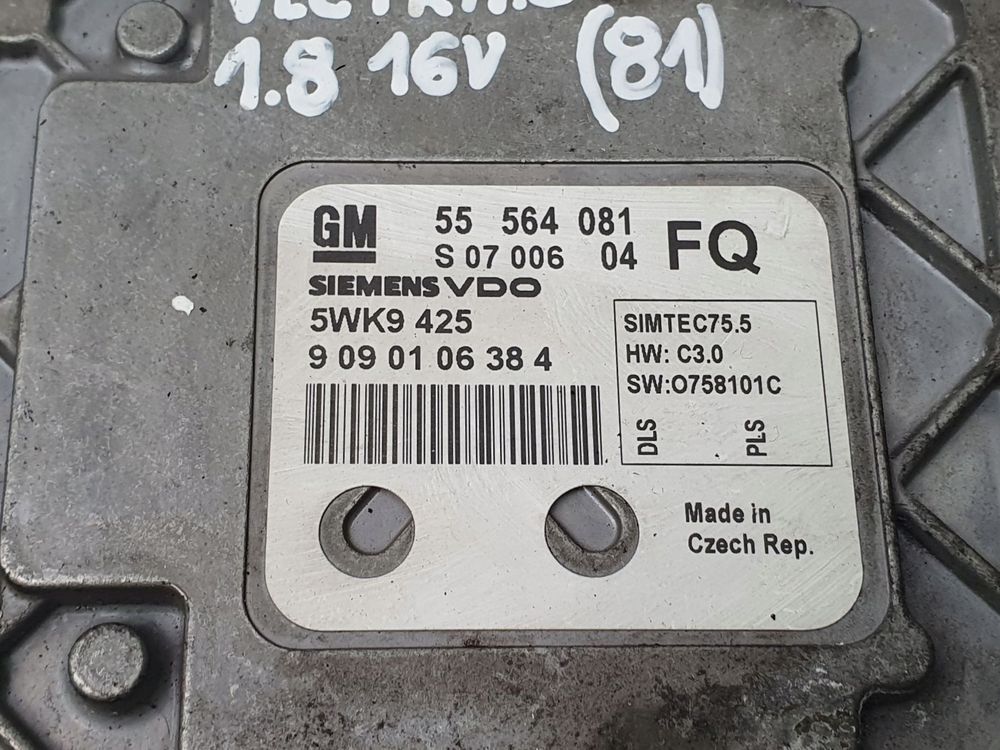 1.8 16V (81)
GM 55 564 081 FQ
S 07 006 04
SIEMENS VDO
5WK9 425
9 09 01 06 38 4
SIMTEC75.5
HW: C3.0
SW:O758101C
DLS PLS
Made in
Czech Rep.